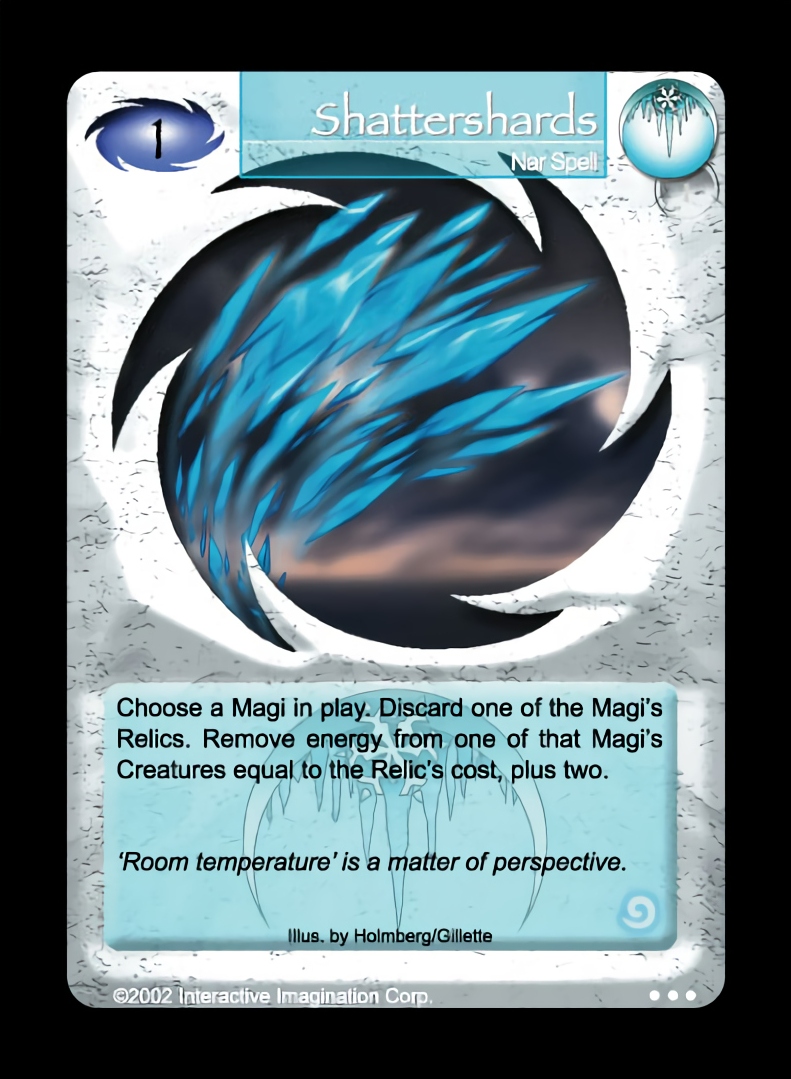 1
Shattershards
Nar Spell
Choose a Magi in play. Discard one of the Magi's
Relics. Remove energy from one of that Magi's
Creatures equal to the Relic's cost, plus two.
‘Room temperature’ is a matter of perspective.
Illus. by Holmberg/Gillette
©2002 Interactive Imagination Corp.